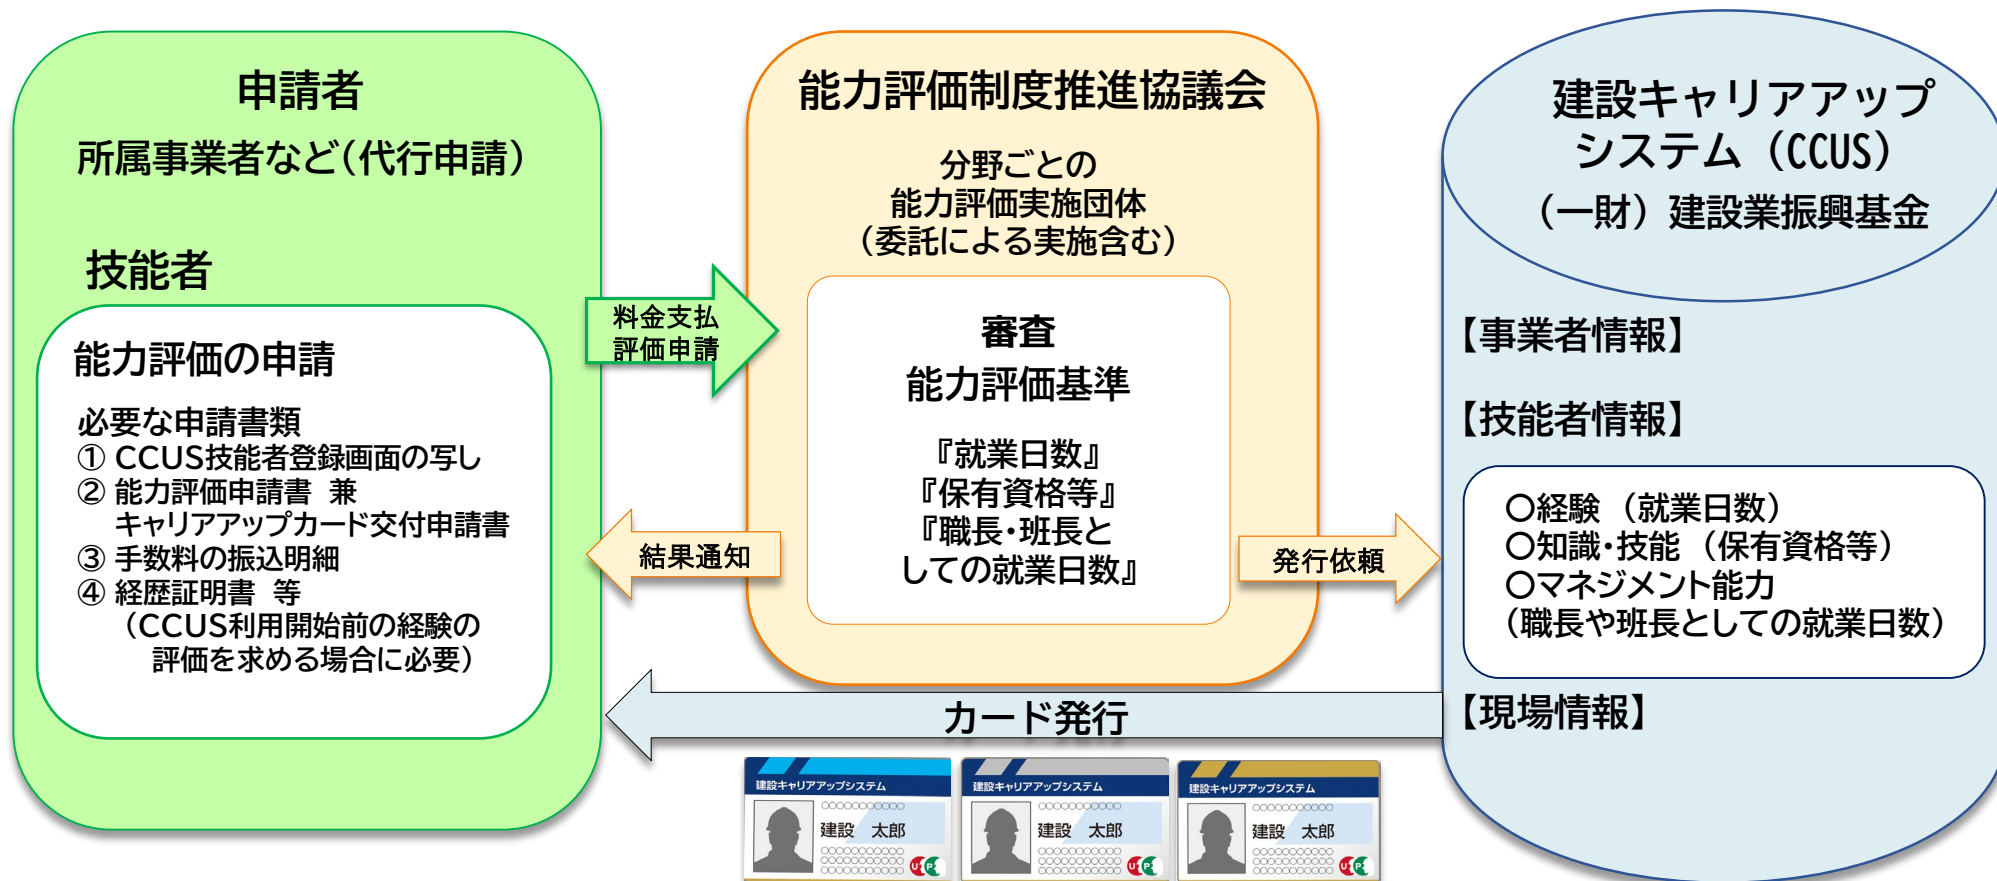 申請者
所属事業者など（代行申請）
技能者
能力評価の申請
必要な申請書類
① CCUS技能者登録画面の写し
② 能力評価申請書 兼
キャリアアップカード交付申請書
③ 手数料の振込明細
④ 経歴証明書 等
（CCUS利用開始前の経験の
評価を求める場合に必要）
料金支払
評価申請
結果通知
能力評価制度推進協議会
分野ごとの
能力評価実施団体
（委託による実施含む）
審査
能力評価基準
『就業日数』
『保有資格等』
『職長・班長と
しての就業日数』
発行依頼
建設キャリアアップ
システム（CCUS）
（一財）建設業振興基金
【事業者情報】
【技能者情報】
〇経験（就業日数）
〇知識・技能（保有資格等）
〇マネジメント能力
（職長や班長としての就業日数）
【現場情報】
カード発行
建設キャリアアップシステム
○○○○○○○○○○
建設 太郎
○○○○○○○○○○
○○○○○○○○○○
○○○○○○○○○○
建設キャリアアップシステム
○○○○○○○○○○
建設 太郎
○○○○○○○○○○
○○○○○○○○○○
○○○○○○○○○○
建設キャリアアップシステム
○○○○○○○○○○
建設 太郎
○○○○○○○○○○
○○○○○○○○○○
○○○○○○○○○○